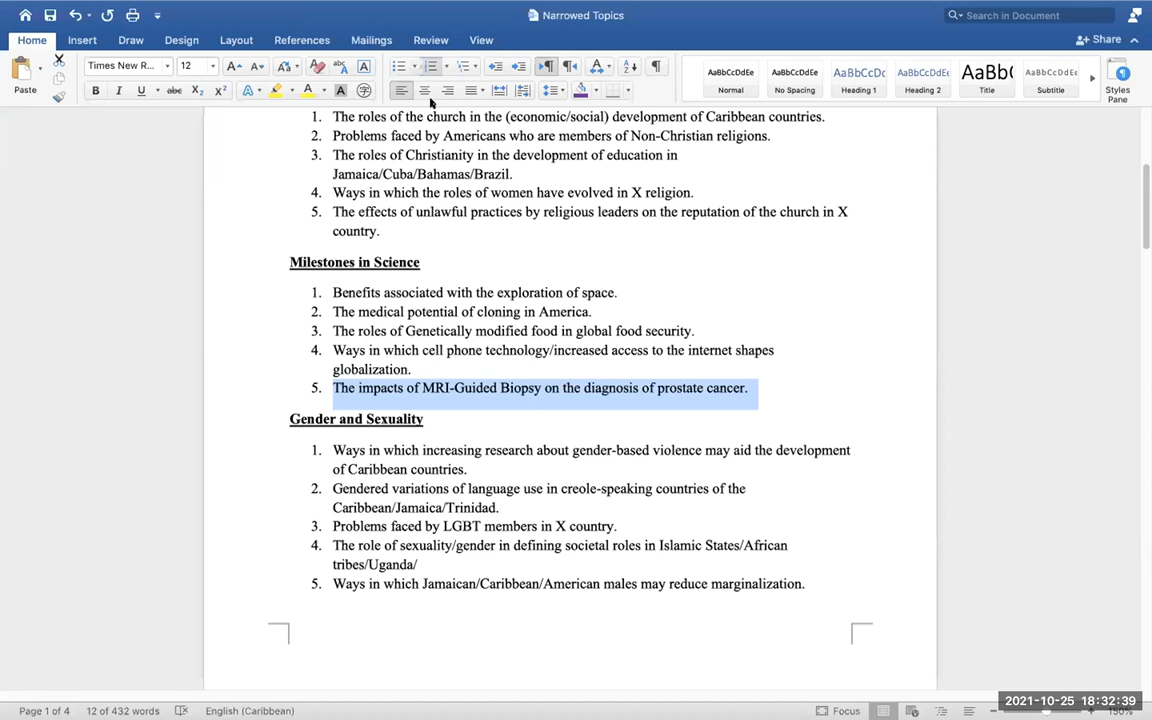 Narrowed Topics
Search in Document
Home Insert Draw Design Layout References Mailings Review View
Share
Paste
Times New R... 12
AaBbCcDdEe AaBbCcDdEe AaBbCcDc AaBbCcDdEe AaBbC AaBbCcDdEe
Normal No Spacing Heading 1 Heading 2 Title Subtitle
Styles
Pane
1. The roles of the church in the (economic/social) development of Caribbean countries.
2. Problems faced by Americans who are members of Non-Christian religions.
3. The roles of Christianity in the development of education in
Jamaica/Cuba/Bahamas/Brazil.
4. Ways in which the roles of women have evolved in X religion.
5. The effects of unlawful practices by religious leaders on the reputation of the church in X
country.
Milestones in Science
1. Benefits associated with the exploration of space.
2. The medical potential of cloning in America.
3. The roles of Genetically modified food in global food security.
4. Ways in which cell phone technology/increased access to the internet shapes
globalization.
5. The impacts of MRI-Guided Biopsy on the diagnosis of prostate cancer.
Gender and Sexuality
1. Ways in which increasing research about gender-based violence may aid the development
of Caribbean countries.
2. Gendered variations of language use in creole-speaking countries of the
Caribbean/Jamaica/Trinidad.
3. Problems faced by LGBT members in X country.
4. The role of sexuality/gender in defining societal roles in Islamic States/African
tribes/Uganda/
5. Ways in which Jamaican/Caribbean/American males may reduce marginalization.
2021-10-25 18:32:39
Page 1 of 4 12 of 432 words English (Caribbean) Focus 150%